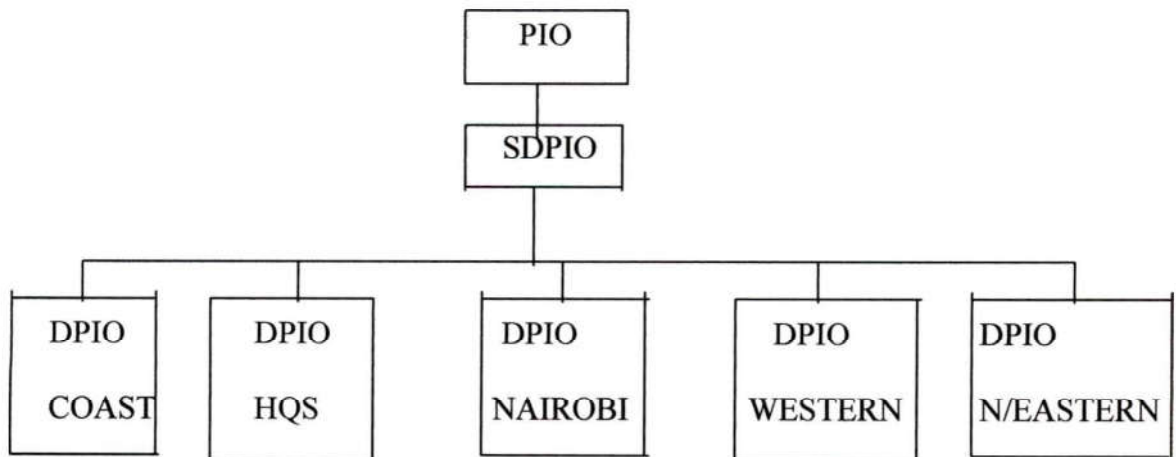 PIO
SDPIO
DPIO DPIO DPIO DPIO DPIO
COAST HQS NAIROBI WESTERN N/EASTERN